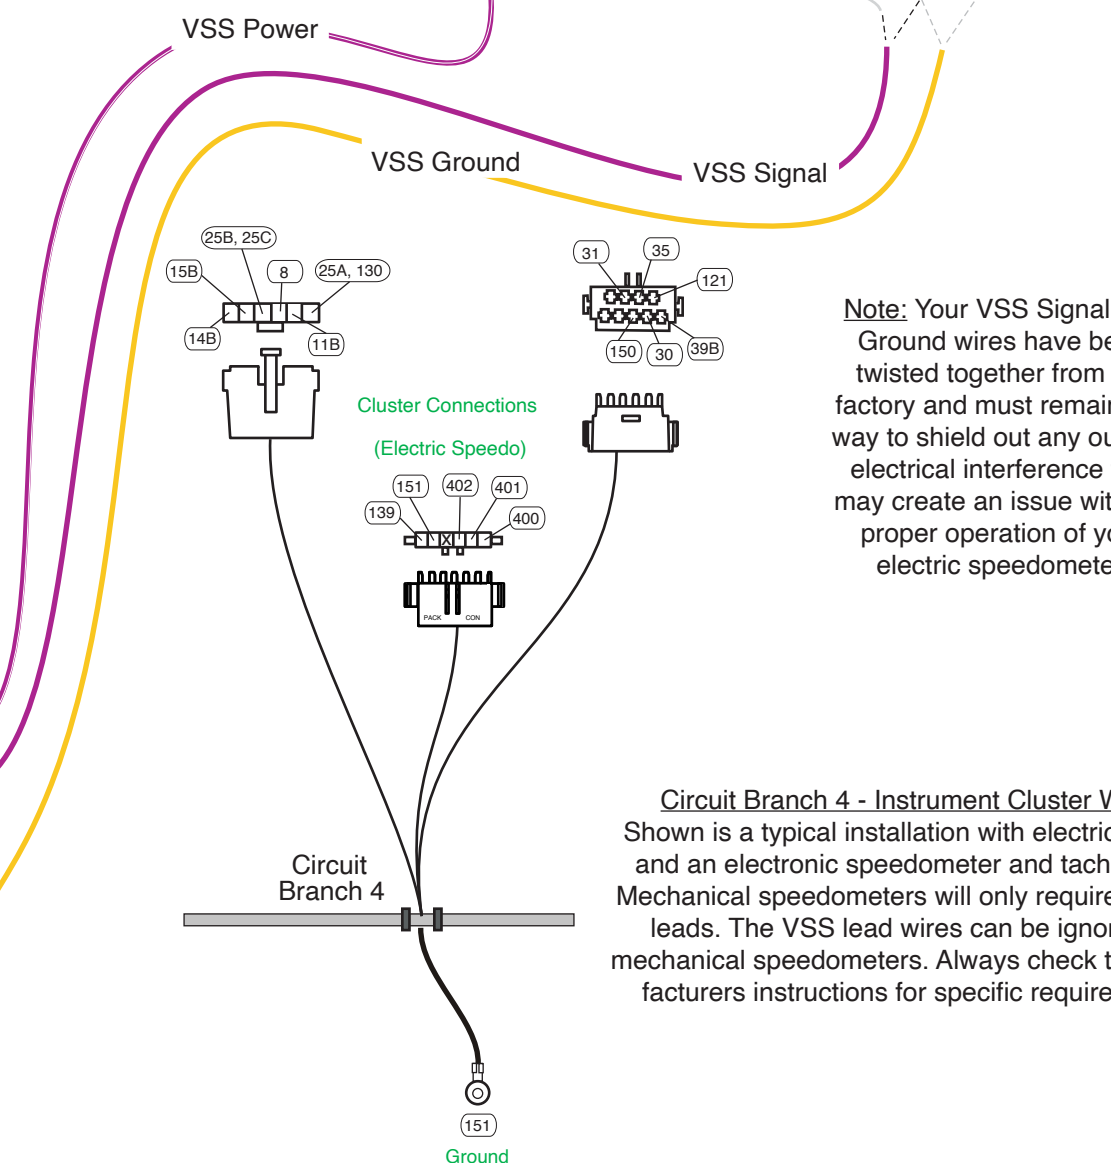 VSS Power
VSS Ground
VSS Signal
25B, 25C
15B
8
25A, 130
14B
11B
31
35
121
150
30
39B
Note: Your VSS Signal
Ground wires have be
twisted together from
factory and must remain
way to shield out any ou
electrical interference
may create an issue wit
proper operation of yo
electric speedomete
Cluster Connections
(Electric Speedo)
151
402
401
139
400
X
PACK
CON
Circuit Branch 4 - Instrument Cluster W
Shown is a typical installation with electric
and an electronic speedometer and tach
Mechanical speedometers will only require
leads. The VSS lead wires can be ignor
mechanical speedometers. Always check t
facturers instructions for specific require
Circuit
Branch 4
151
Ground